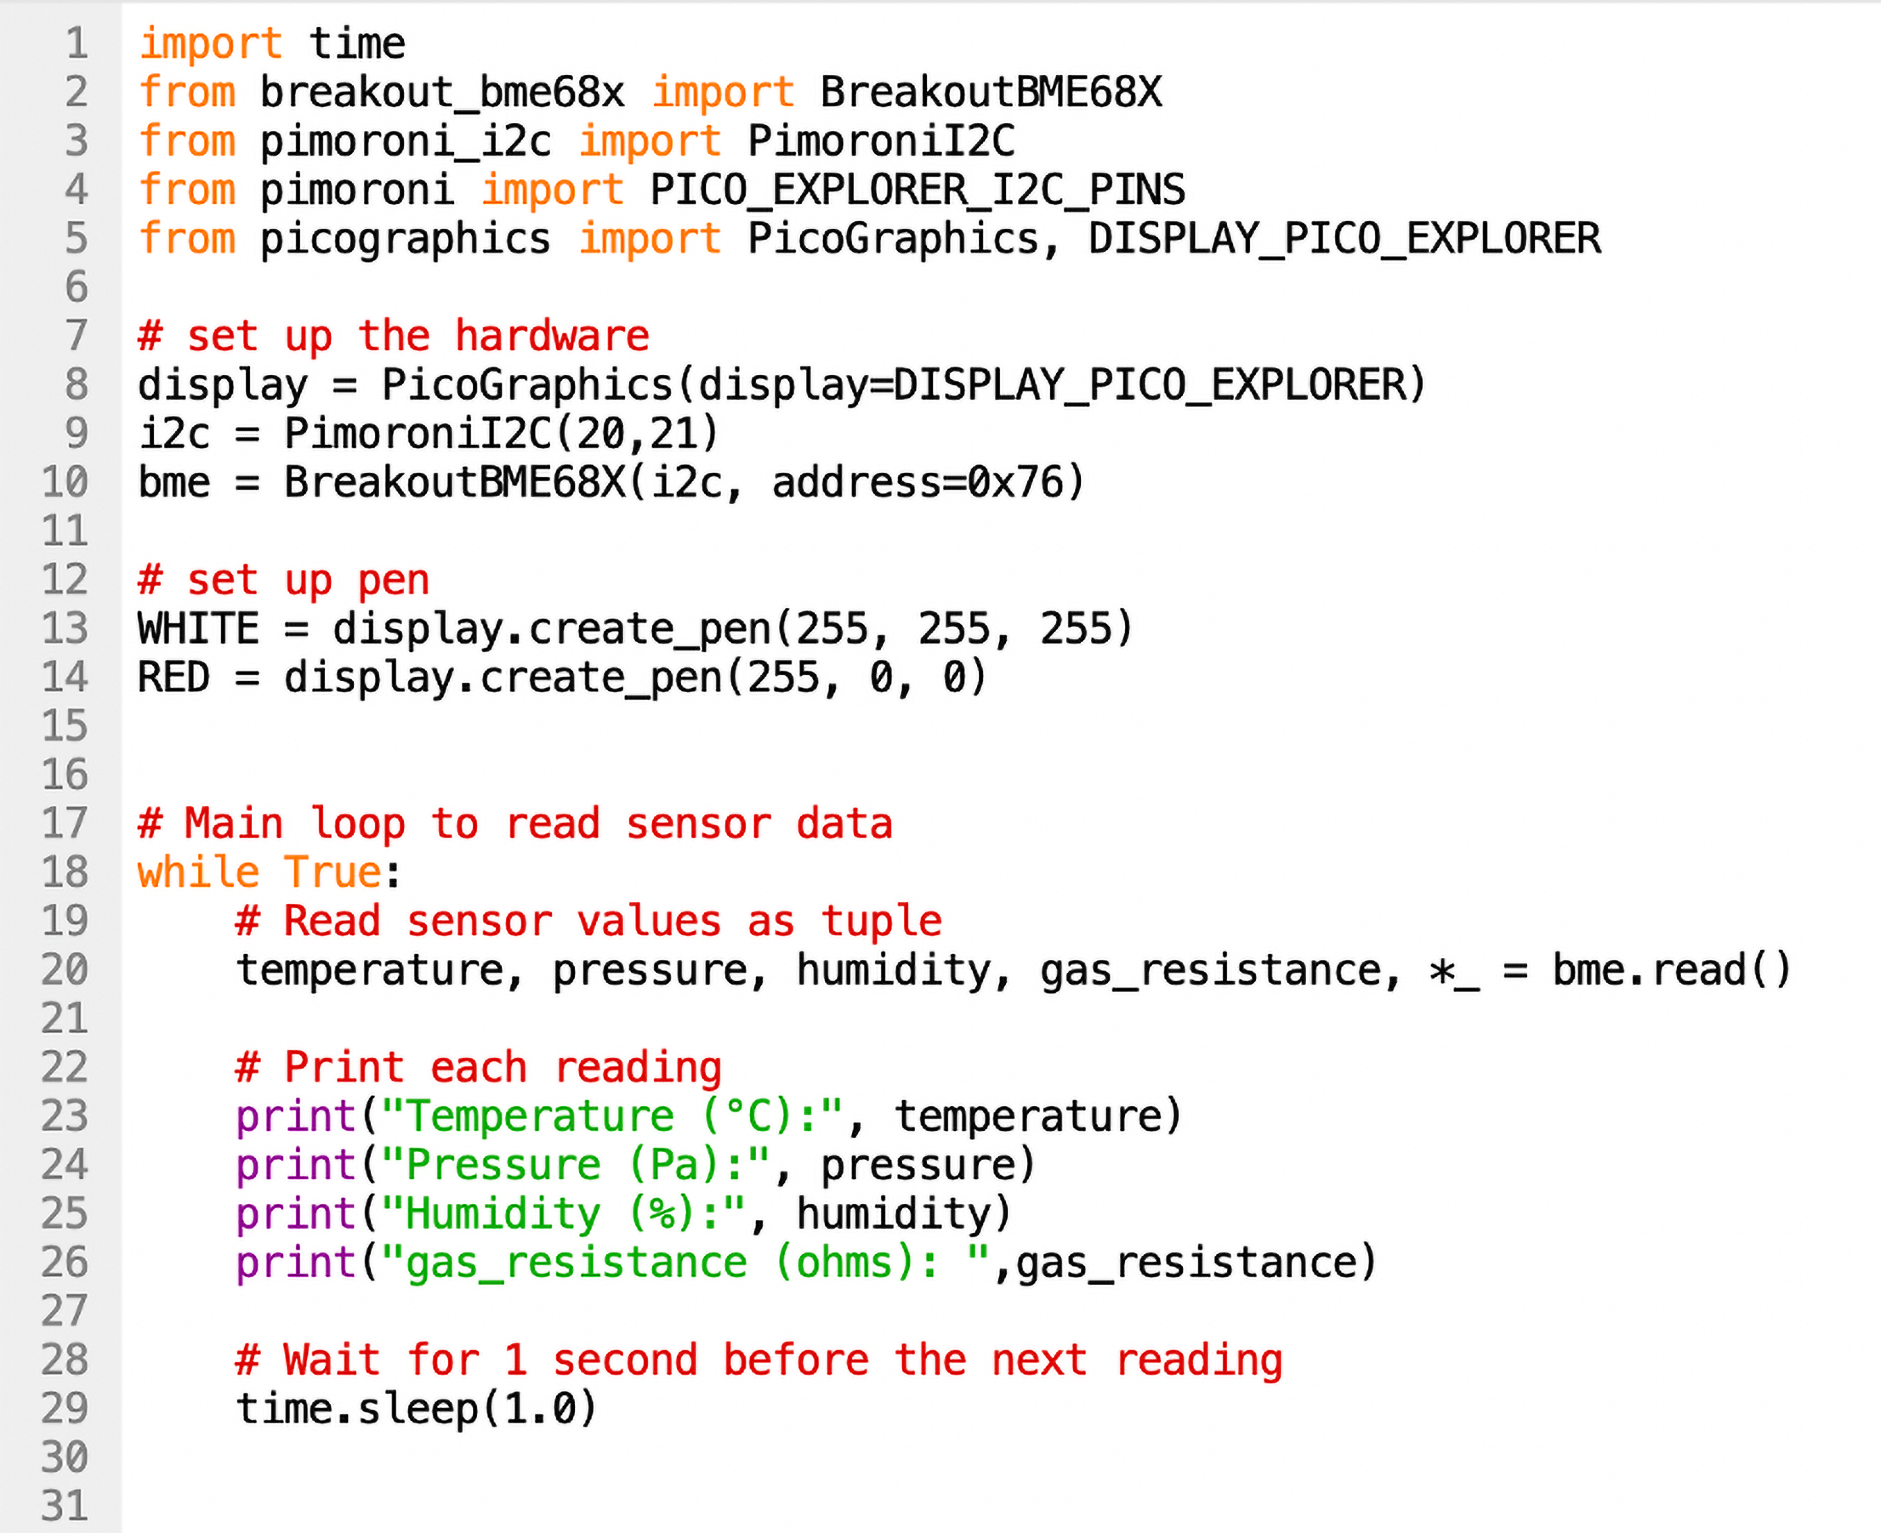 1 import time
2 from breakout_bme68x import BreakoutBME68X
3 from pimoroni_i2c import PimoroniI2C
4 from pimoroni import PICO_EXPLORER_I2C_PINS
5 from picographics import PicoGraphics, DISPLAY_PICO_EXPLORER
6
7 # set up the hardware
8 display = PicoGraphics(display=DISPLAY_PICO_EXPLORER)
9 i2c = PimoroniI2C(20,21)
10 bme = BreakoutBME68X(i2c, address=0x76)
11
12 # set up pen
13 WHITE = display.create_pen(255, 255, 255)
14 RED = display.create_pen(255, 0, 0)
15
16
17 # Main loop to read sensor data
18 while True:
19     # Read sensor values as tuple
20     temperature, pressure, humidity, gas_resistance, *_ = bme.read()
21
22     # Print each reading
23     print("Temperature (°C):", temperature)
24     print("Pressure (Pa):", pressure)
25     print("Humidity (%):", humidity)
26     print("gas_resistance (ohms): ",gas_resistance)
27
28     # Wait for 1 second before the next reading
29     time.sleep(1.0)
30
31